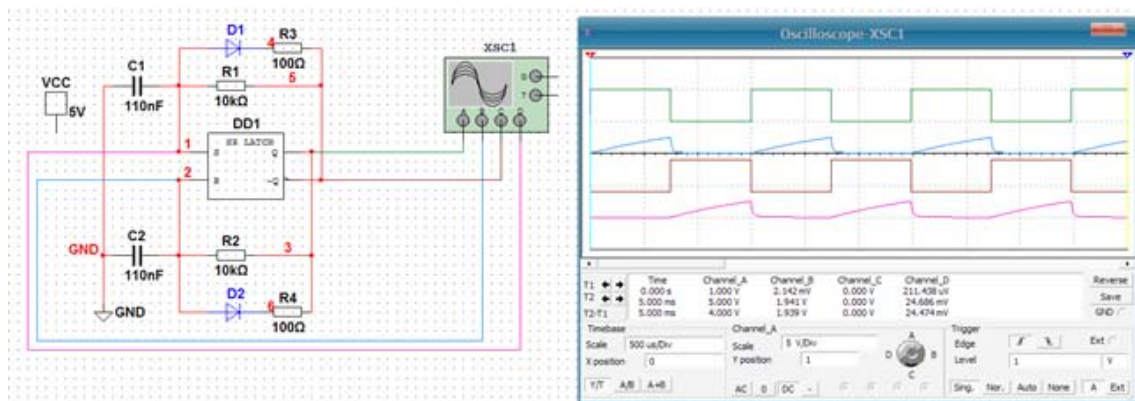 D1
4
R3
100Ω
C1
R1
5
VCC
5V
110nF
10kΩ
DD1
1
SR LATCH
S
Q
2
R
~Q
C2
R2
3
GND
110nF
10kΩ
D2
6
R4
GND
100Ω
XSC1
G
T
A
B
C
D
Oscilloscope-XSC1
Time
Channel_A
Channel_B
Channel_C
Channel_D
T1
0.000 s
1.000 V
2.142 mV
0.000 V
211.438 uV
T2
5.000 ms
5.000 V
1.941 V
0.000 V
24.686 mV
T2-T1
5.000 ms
4.000 V
1.939 V
0.000 V
24.474 mV
Reverse
Save
GND
Timebase
Scale
500 us/Div
X position
0
Y/T
A/B
A+B
Channel_A
Scale
5 V/Div
Y position
1
AC
0
DC
-
A
B
C
D
Trigger
Edge
Ext
Level
1
V
Sing.
Nor.
Auto
None
A
Ext